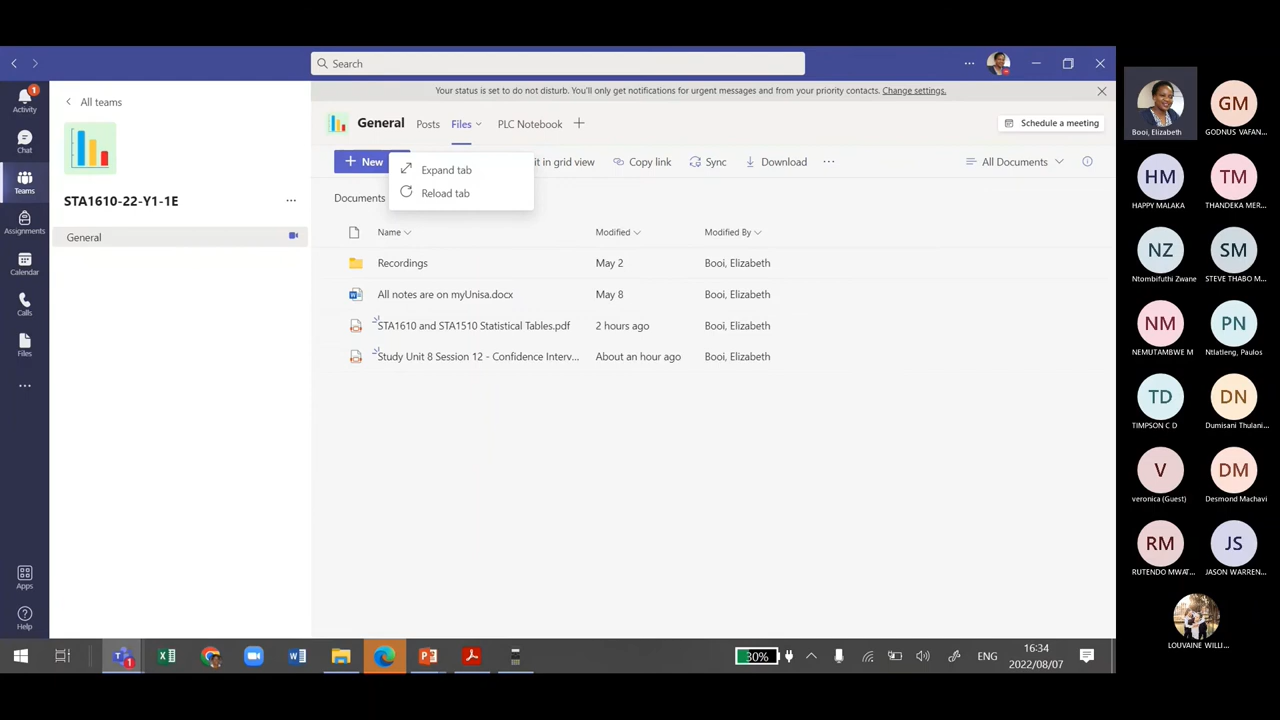 Search
Your status is set to do not disturb. You'll only get notifications for urgent messages and from your priority contacts. Change settings.
1
Activity
Chat
Teams
Assignments
Calendar
Calls
Files
Apps
Help
All teams
STA1610-22-Y1-1E
General
General Posts Files PLC Notebook
Schedule a meeting
New it in grid view Copy link Sync Download All Documents
Expand tab
Reload tab
Documents
Name Modified Modified By
Recordings May 2 Booi, Elizabeth
All notes are on myUnisa.docx May 8 Booi, Elizabeth
STA1610 and STA1510 Statistical Tables.pdf 2 hours ago Booi, Elizabeth
Study Unit 8 Session 12 - Confidence Interv... About an hour ago Booi, Elizabeth
Booi, Elizabeth
GM
GODNUS VAFAN...
HM
HAPPY MALAKA
TM
THANDEKA MER...
NZ
Ntombifuthi Zwane
SM
STEVE THABO M...
NM
NEMUTAMBWE M
PN
Ntlatleng, Paulos
TD
TIMPSON C D
DN
Dumisani Thulani...
V
veronica (Guest)
DM
Desmond Machavi
RM
RUTENDO MWAT...
JS
JASON WARREN...
LOUVAINE WILLI...
1
30%
ENG
16:34
2022/08/07